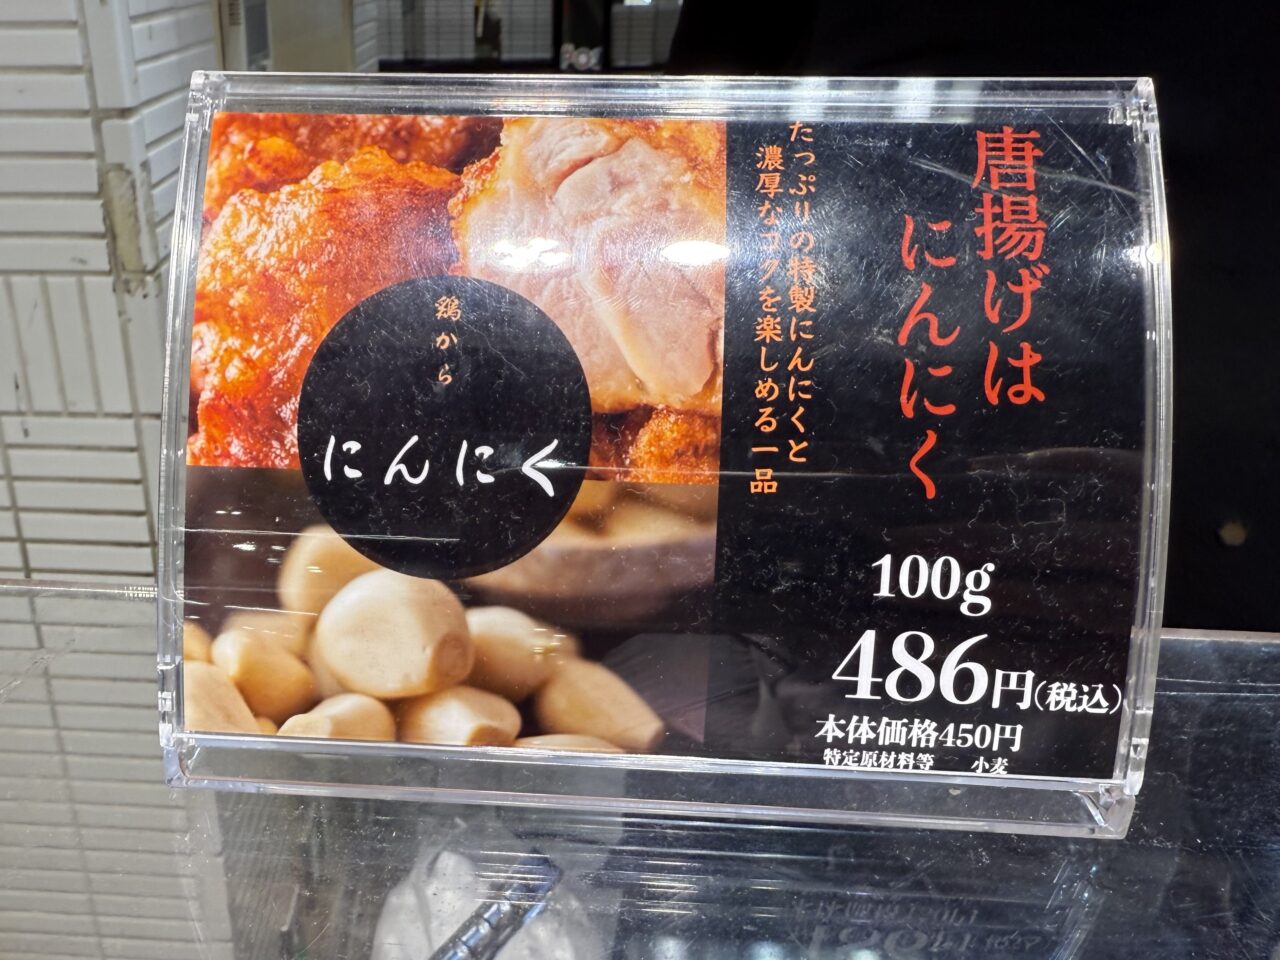 唐揚げは
にんにく
たっぷりの特製にんにくと
濃厚なコクを楽しめる一品
鶏から
にんにく
100g
486円(税込)
本体価格450円
特定原材料等 小麦